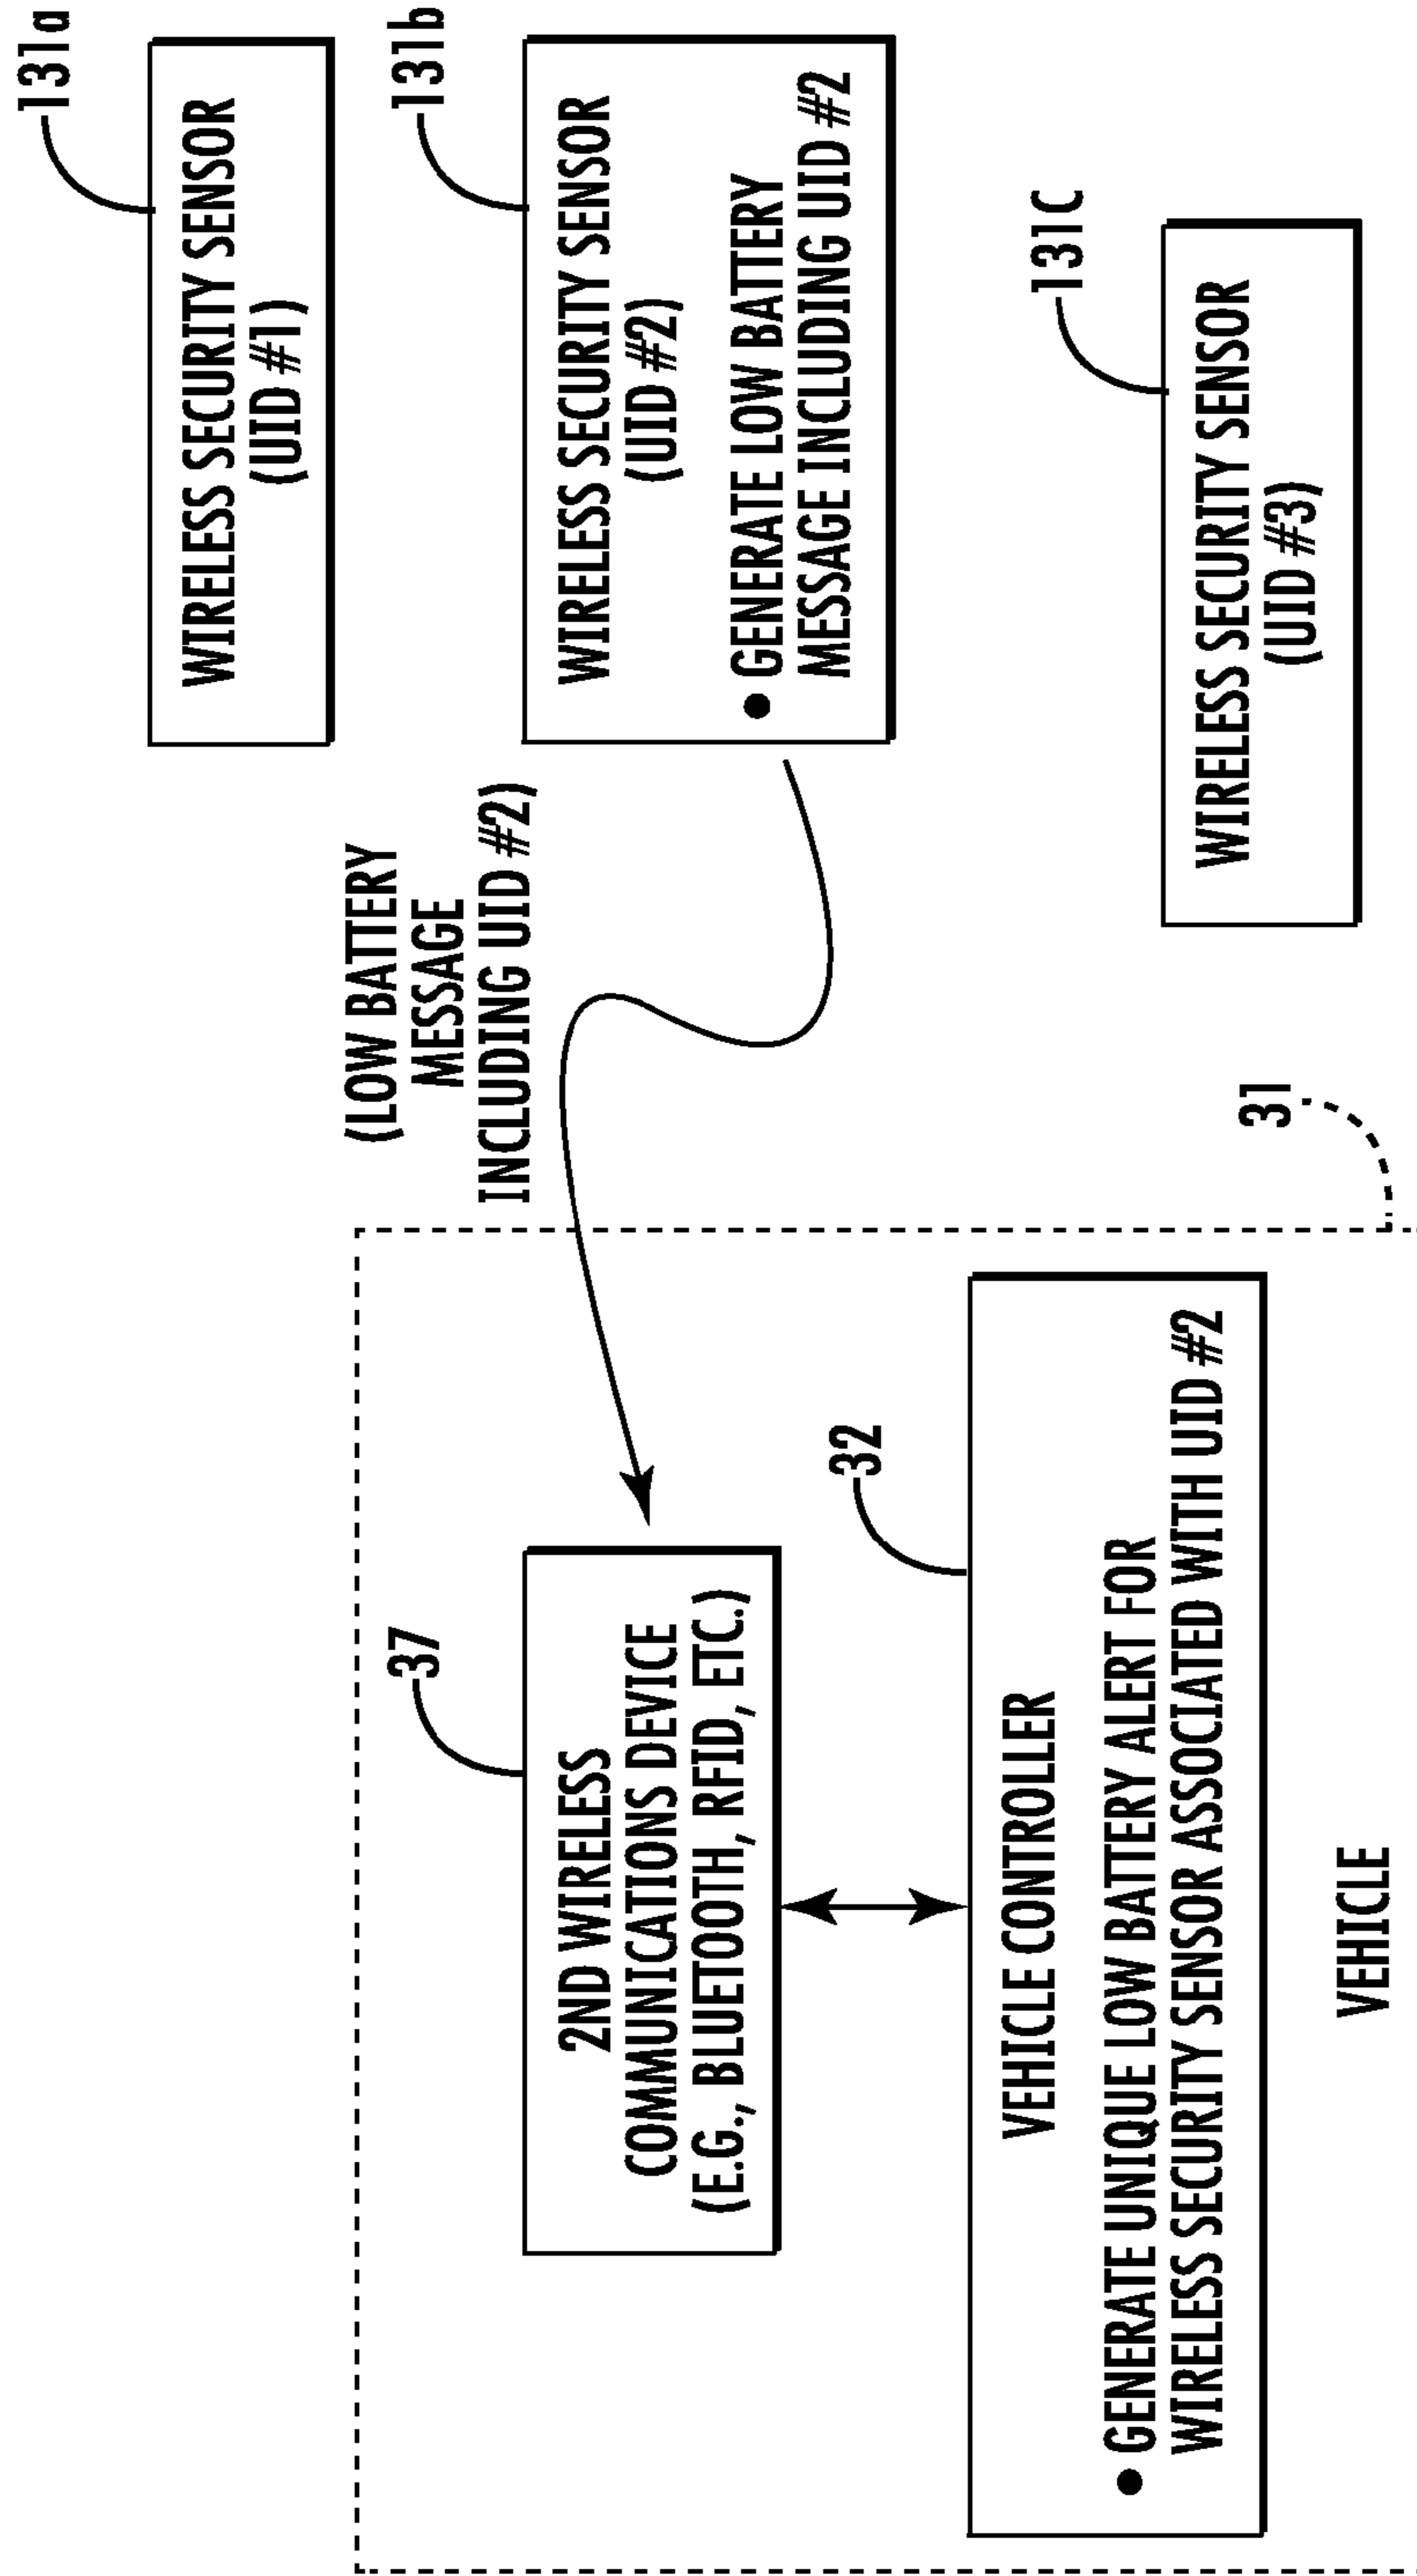 131a
WIRELESS SECURITY SENSOR
(UID #1)
131b
WIRELESS SECURITY SENSOR
(UID #2)
● GENERATE LOW BATTERY
MESSAGE INCLUDING UID #2
(LOW BATTERY
MESSAGE
INCLUDING UID #2)
131C
WIRELESS SECURITY SENSOR
(UID #3)
31
37
2ND WIRELESS
COMMUNICATIONS DEVICE
(E.G., BLUETOOTH, RFID, ETC.)
32
VEHICLE CONTROLLER
● GENERATE UNIQUE LOW BATTERY ALERT FOR
WIRELESS SECURITY SENSOR ASSOCIATED WITH UID #2
VEHICLE